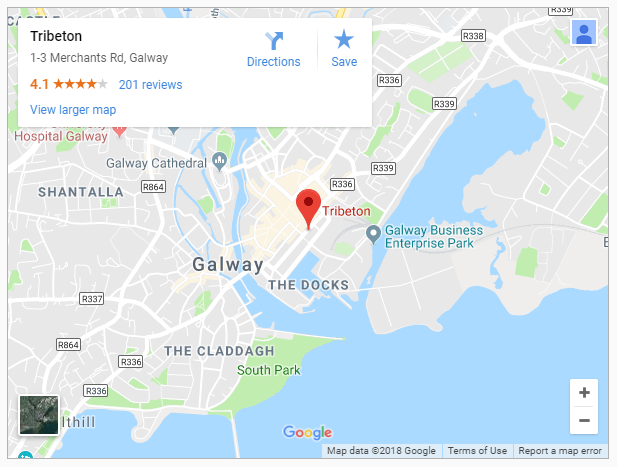 CASTLE
Tribeton
1-3 Merchants Rd, Galway
4.1
201 reviews
View larger map
Directions
Save
R339
R338
R336
R339
Hospital Galway
Galway Cathedral
R339
R336
SHANTALLA
R864
Tribeton
Galway Business
Enterprise Park
Galway
THE DOCKS
R337
R864
THE CLADDAGH
R336
South Park
R336
lthill
+
−
Google
Map data ©2018 Google
Terms of Use
Report a map error